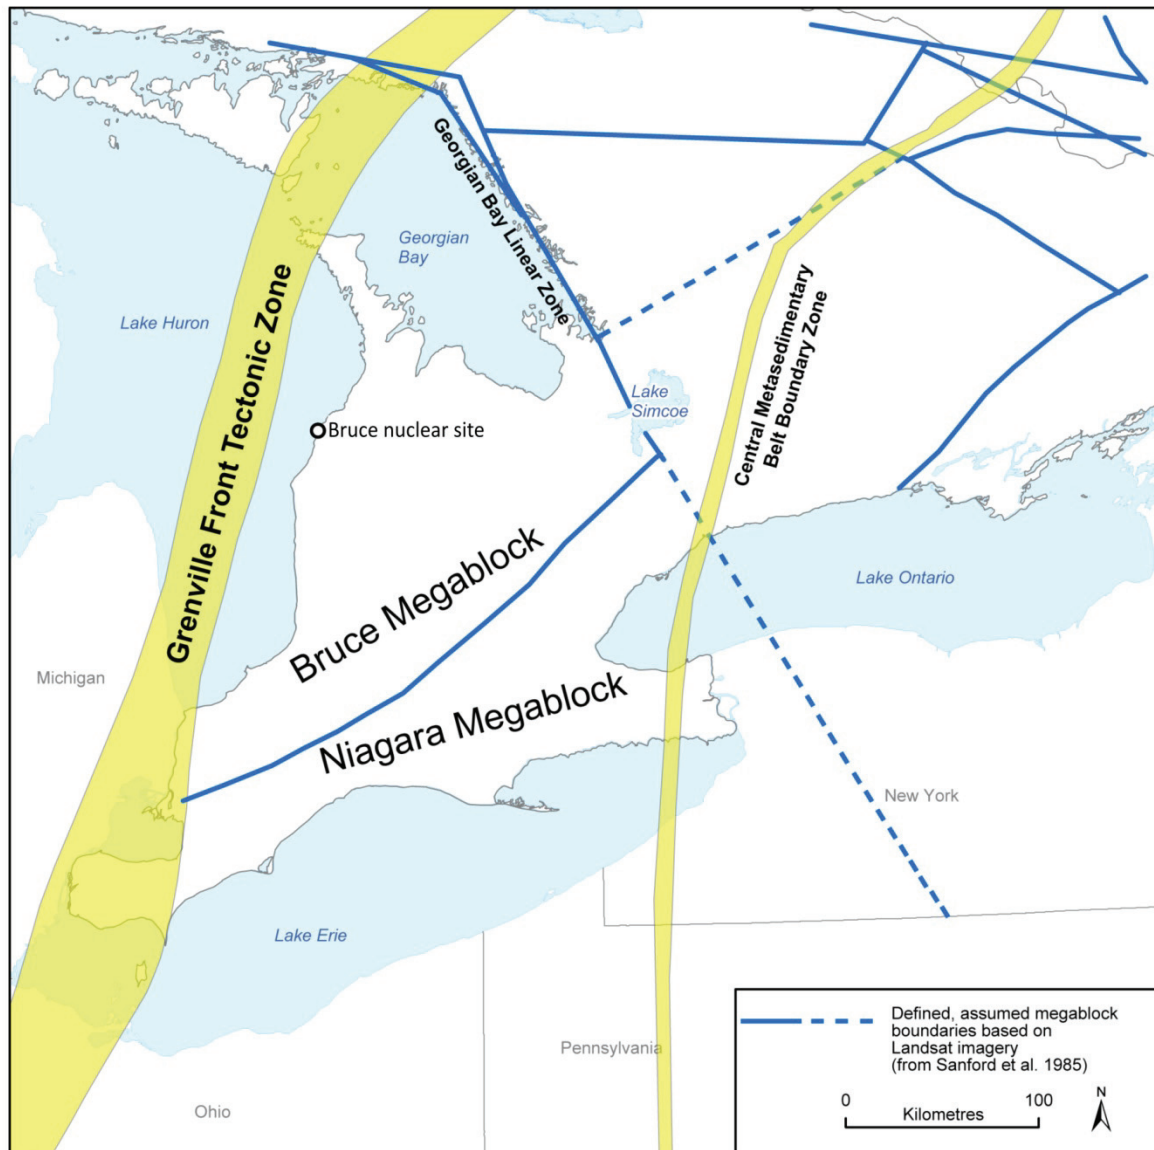 Georgian Bay Linear Zone
Georgian
Bay
Lake Huron
Grenville Front Tectonic Zone
Bruce nuclear site
Lake
Simcoe
Central Metasedimentary
Belt Boundary Zone
Bruce Megablock
Lake Ontario
Michigan
Niagara Megablock
New York
Lake Erie
Pennsylvania
Ohio
Defined, assumed megablock
boundaries based on
Landsat imagery
(from Sanford et al. 1985)
0 100
Kilometres
N